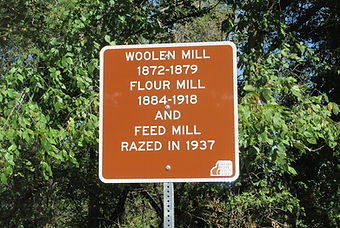 WOOLEN MILL
1872-1879
FLOUR MILL
1884-1918
AND
FEED MILL
RAZED IN 1937